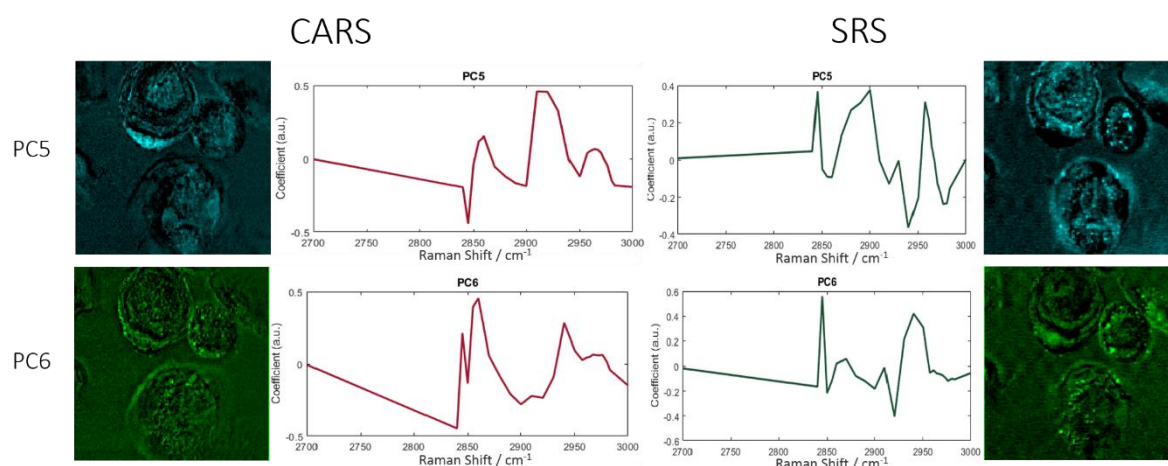 CARS
SRS
PC5
PC5
Coefficient (a.u.)
0.5
0
-0.5
2700 2750 2800 2850 2900 2950 3000
Raman Shift / cm-1
PC5
Coefficient (a.u.)
0.4
0.2
0
-0.2
-0.4
2700 2750 2800 2850 2900 2950 3000
Raman Shift / cm-1
PC6
PC6
Coefficient (a.u.)
0.5
0
-0.5
2700 2750 2800 2850 2900 2950 3000
Raman Shift / cm-1
PC6
Coefficient (a.u.)
0.6
0.4
0.2
0
-0.2
-0.4
-0.6
2700 2750 2800 2850 2900 2950 3000
Raman Shift / cm-1